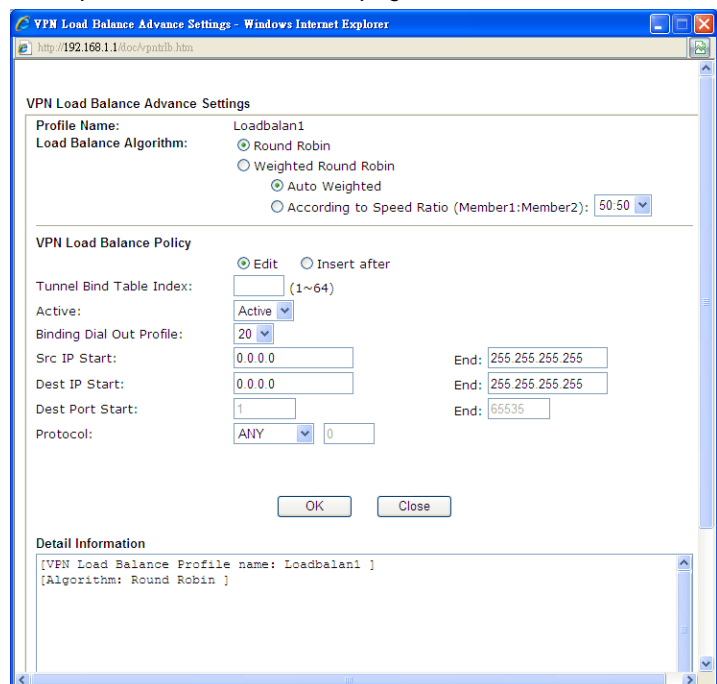 VPN Load Balance Advance Settings - Windows Internet Explorer
http://192.168.1.1/doc/vpntrlb.htm
VPN Load Balance Advance Settings
Profile Name: Loadbalan1
Load Balance Algorithm: Round Robin
Weighted Round Robin
Auto Weighted
According to Speed Ratio (Member1:Member2): 50:50
VPN Load Balance Policy
Edit Insert after
Tunnel Bind Table Index: (1~64)
Active: Active
Binding Dial Out Profile: 20
Src IP Start: 0.0.0.0 End: 255.255.255.255
Dest IP Start: 0.0.0.0 End: 255.255.255.255
Dest Port Start: 1 End: 65535
Protocol: ANY 0
OK Close
Detail Information
[VPN Load Balance Profile name: Loadbalan1 ]
[Algorithm: Round Robin ]